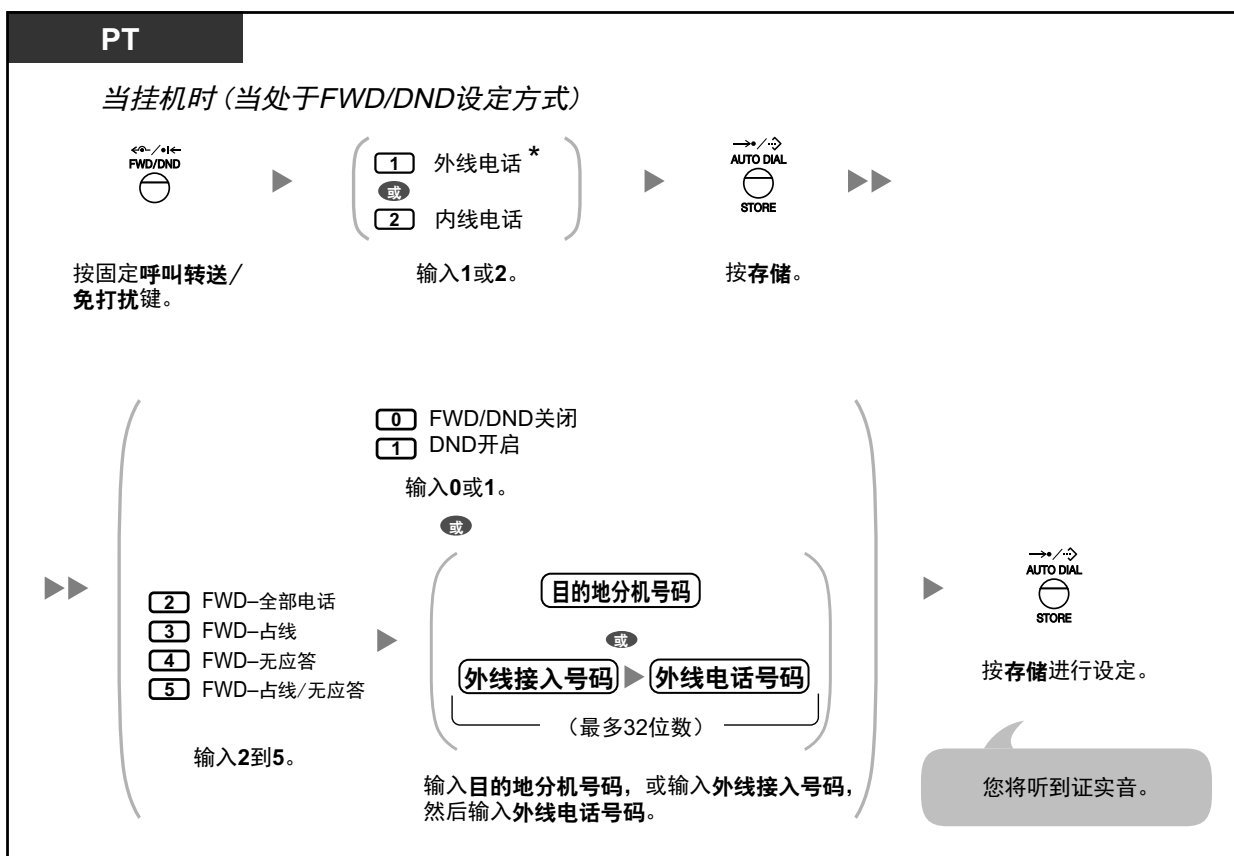 PT
当挂机时（当处于FWD/DND设定方式）
FWD/DND
1 外线电话*
或
2 内线电话
AUTO DIAL
STORE
按固定呼叫转送/
免打扰键。
输入1或2。
按存储。
0 FWD/DND关闭
1 DND开启
输入0或1。
或
2 FWD–全部电话
3 FWD–占线
4 FWD–无应答
5 FWD–占线/无应答
输入2到5。
目的地分机号码
或
外线接入号码 外线电话号码
（最多32位数）
输入目的地分机号码，或输入外线接入号码，
然后输入外线电话号码。
AUTO DIAL
STORE
按存储进行设定。
您将听到证实音。